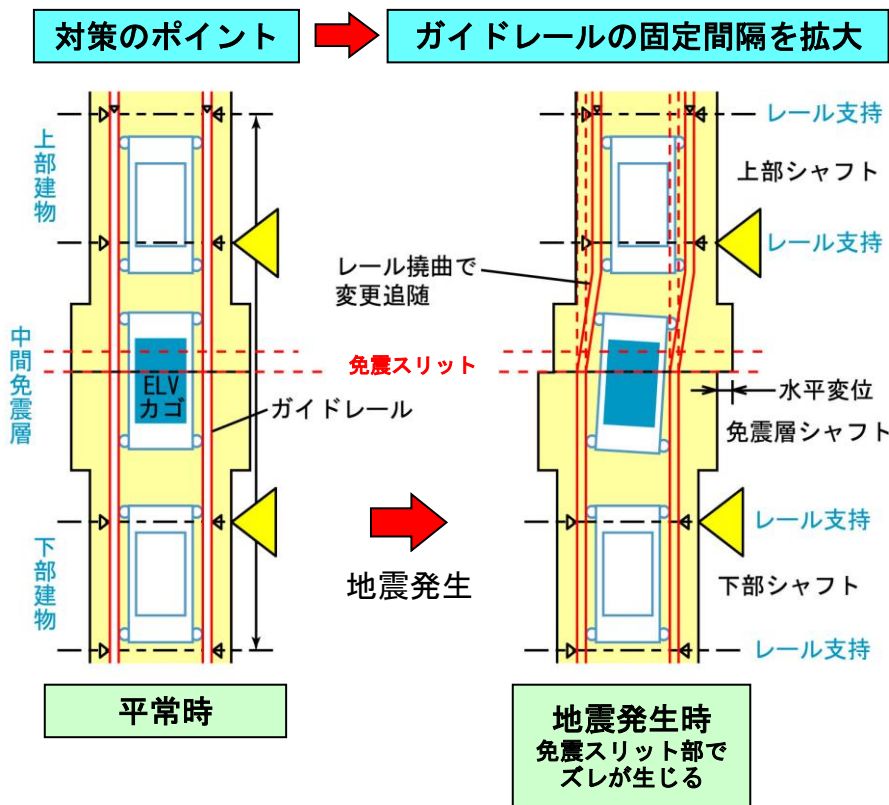 対策のポイント
ガイドレールの固定間隔を拡大
上部建物
中間免震層
下部建物
ELV
カゴ
ガイドレール
免震スリット
地震発生
レール支持
上部シャフト
レール支持
レール撓曲で
変更追随
水平変位
免震層シャフト
レール支持
下部シャフト
レール支持
平常時
地震発生時
免震スリット部で
ズレが生じる